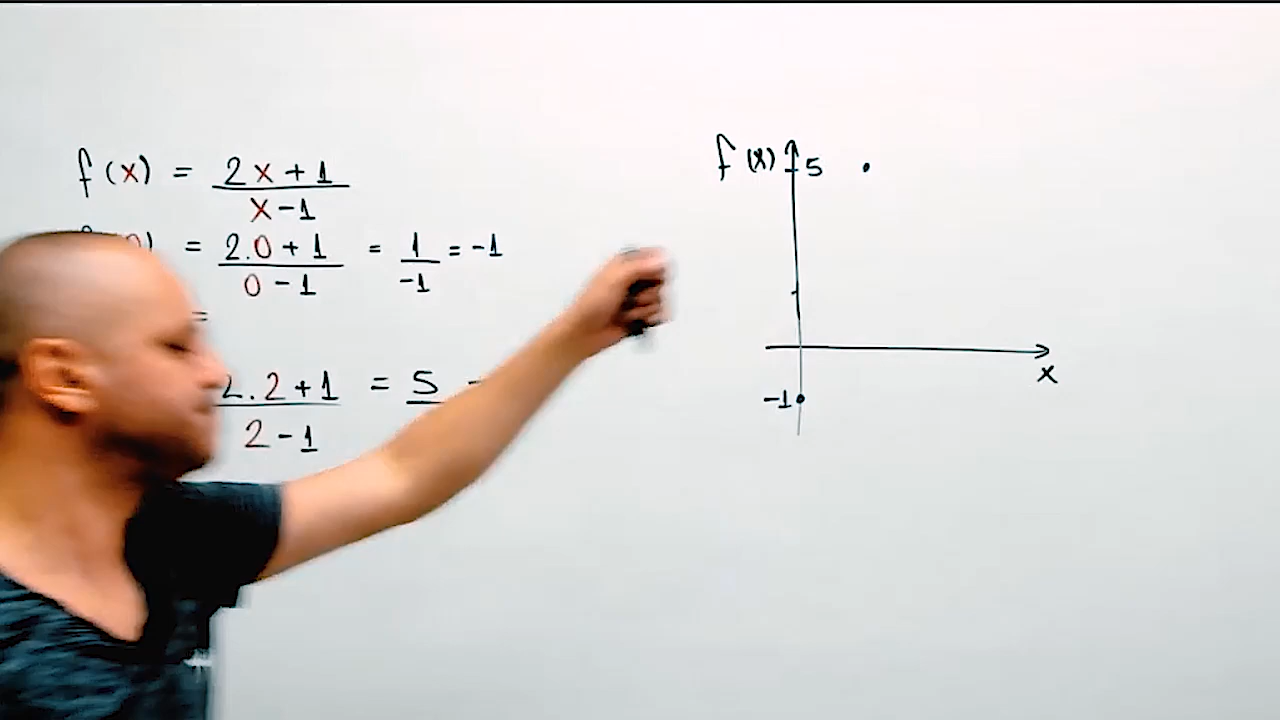 f(x) = 2x+1
x-1
) = 2.0+1 = 1 = -1
0-1 -1
=
2.2+1 = 5
2-1
f(x) 5
x
-1